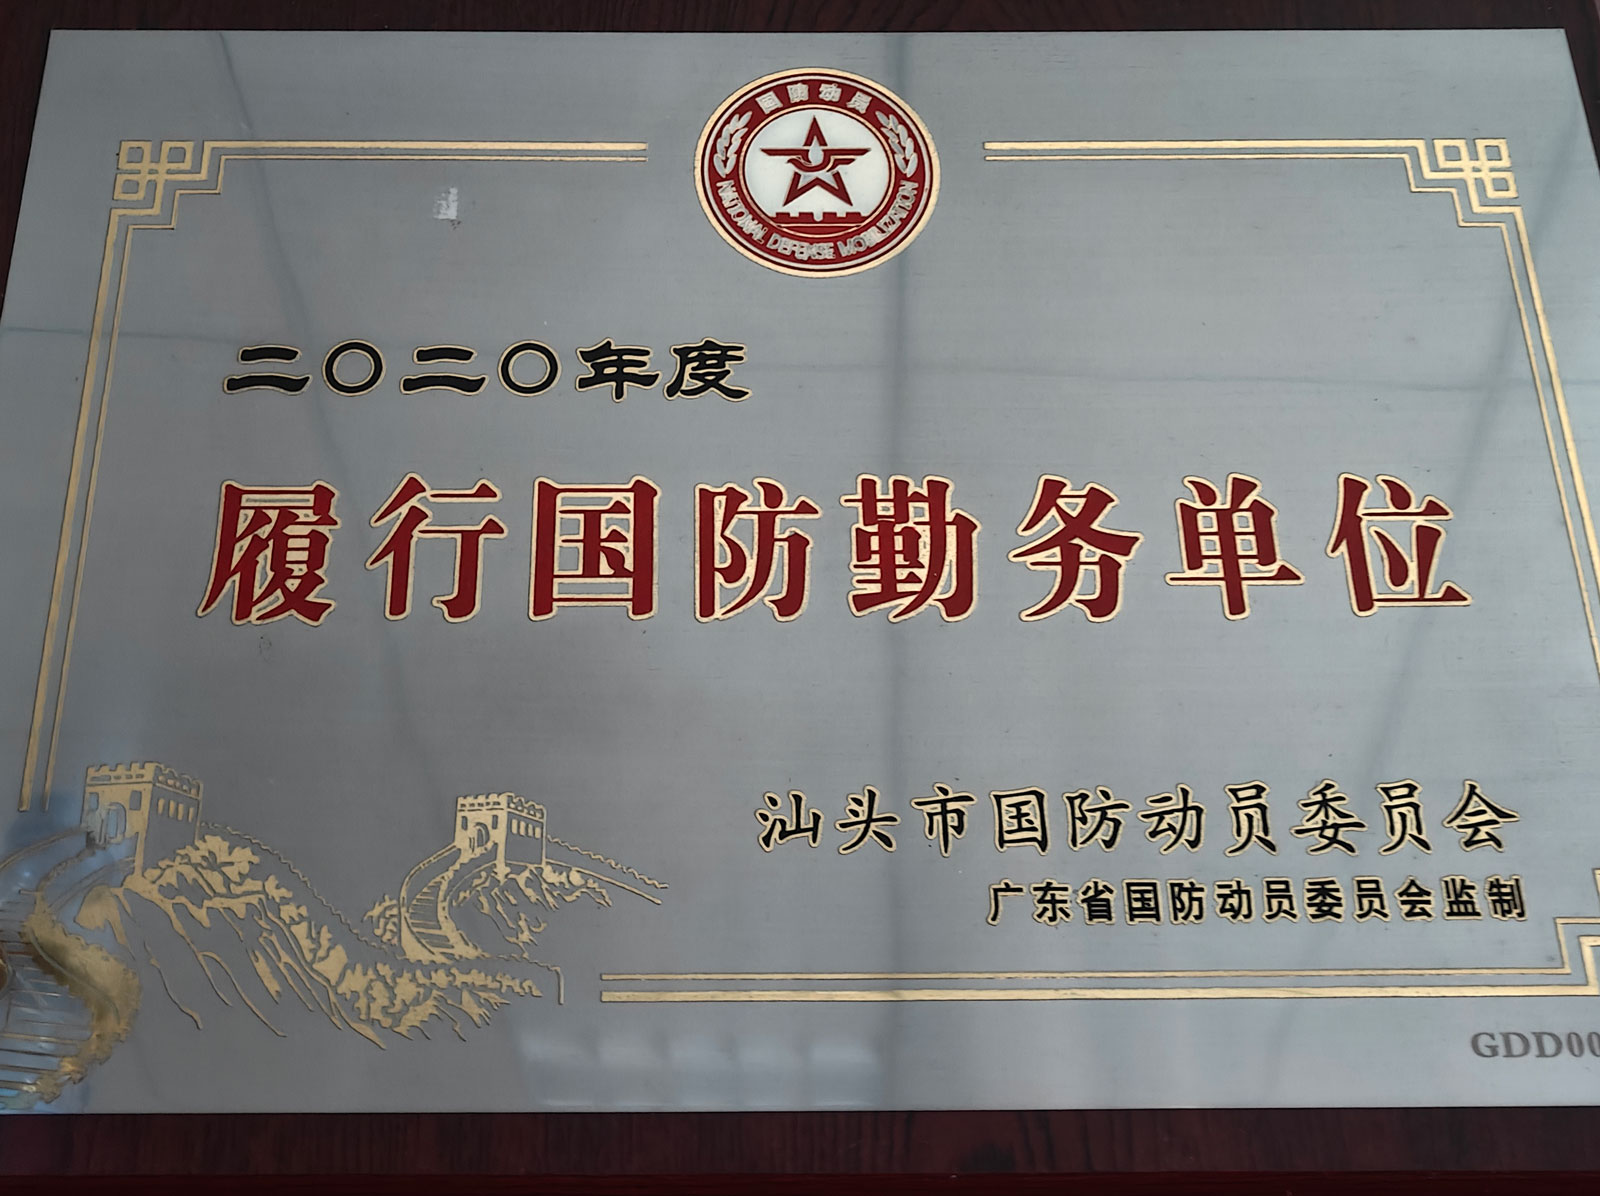 国防动员
NATIONAL DEFENSE MOBILIZATION
二〇二〇年度
履行国防勤务单位
汕头市国防动员委员会
广东省国防动员委员会监制
GDD00